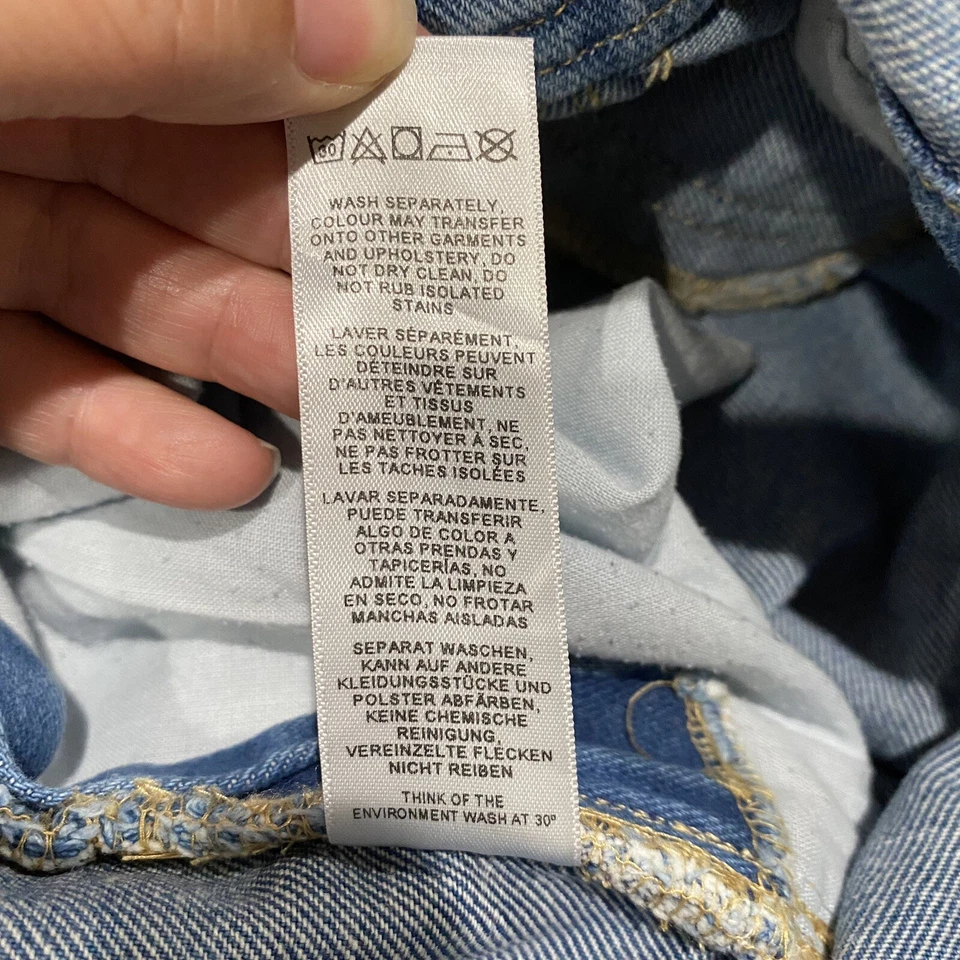 30
WASH SEPARATELY,
COLOUR MAY TRANSFER
ONTO OTHER GARMENTS
AND UPHOLSTERY, DO
NOT DRY CLEAN, DO
NOT RUB ISOLATED
STAINS
LAVER SÉPARÉMENT,
LES COULEURS PEUVENT
DÉTEINDRE SUR
D'AUTRES VÊTEMENTS
ET TISSUS
D'AMEUBLEMENT, NE
PAS NETTOYER À SEC,
NE PAS FROTTER SUR
LES TACHES ISOLÉES
LAVAR SEPARADAMENTE,
PUEDE TRANSFERIR
ALGO DE COLOR A
OTRAS PRENDAS Y
TAPICERÍAS, NO
ADMITE LA LIMPIEZA
EN SECO, NO FROTAR
MANCHAS AISLADAS
SEPARAT WASCHEN,
KANN AUF ANDERE
KLEIDUNGSSTÜCKE UND
POLSTER ABFÄRBEN,
KEINE CHEMISCHE
REINIGUNG,
VEREINZELTE FLECKEN
NICHT REIBEN
THINK OF THE
ENVIRONMENT WASH AT 30º